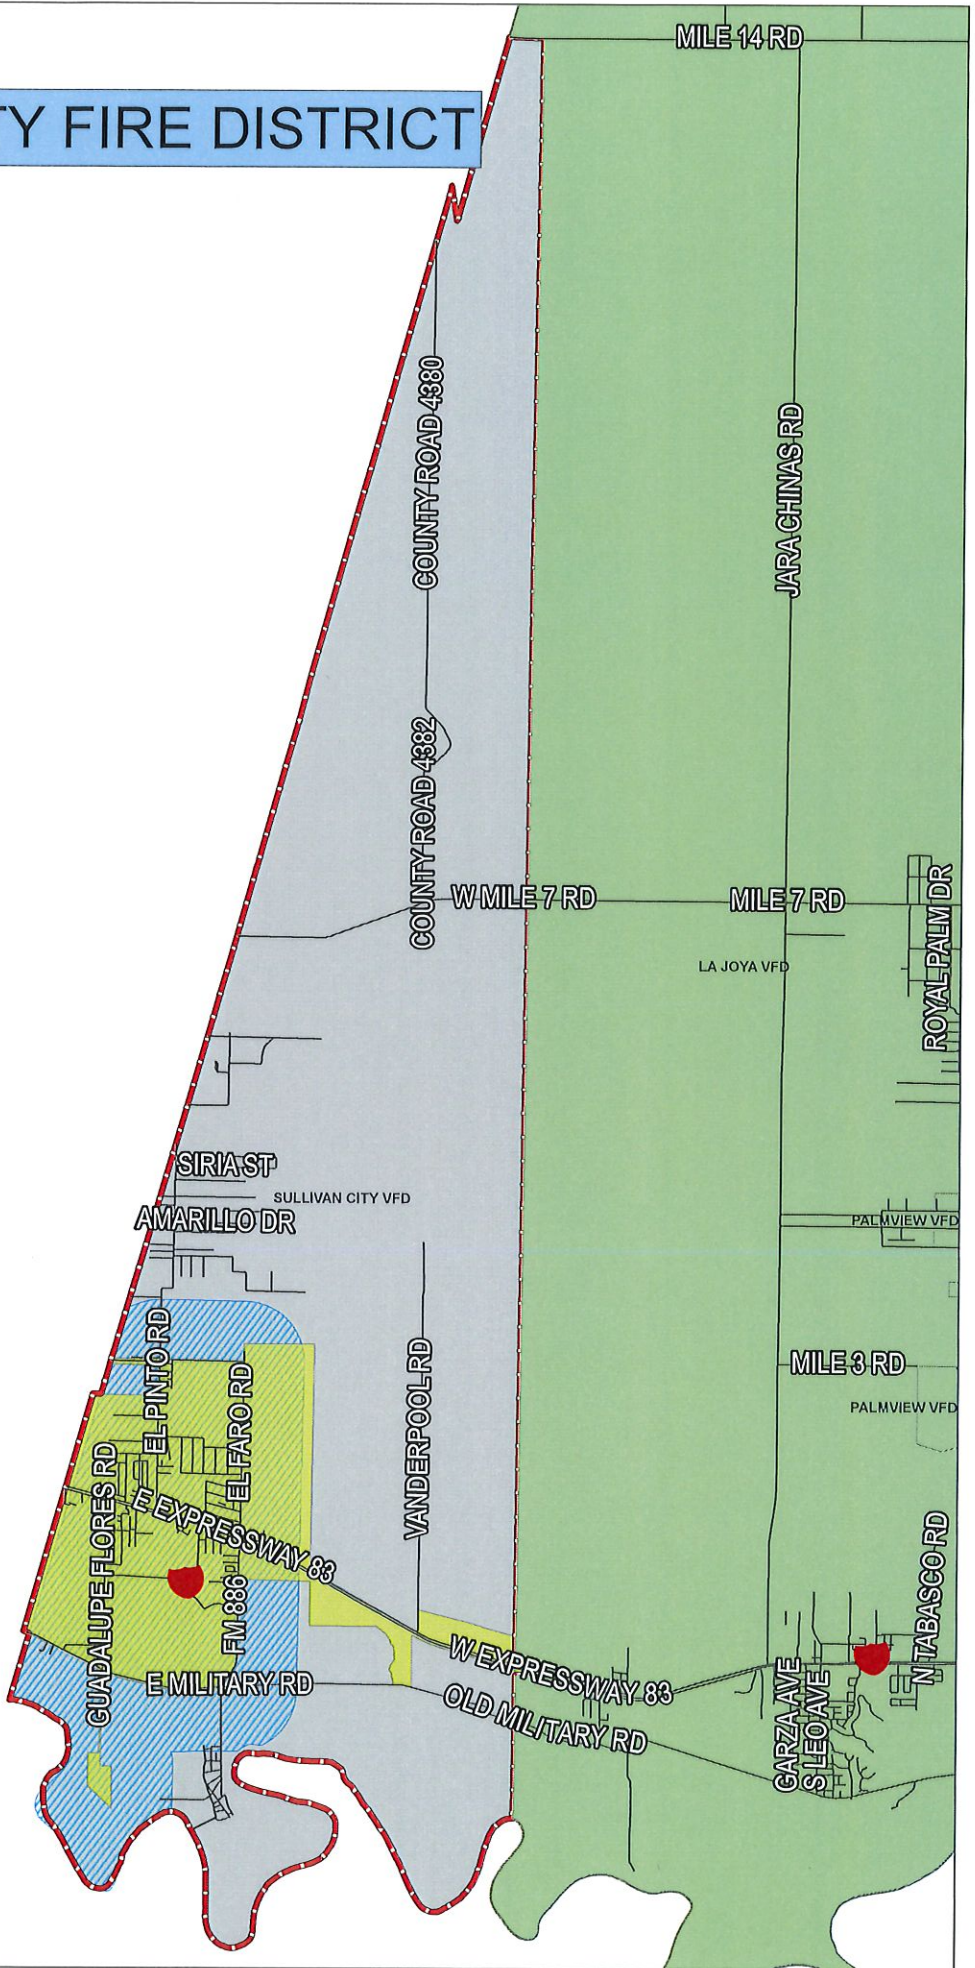 MILE 14 RD
TY FIRE DISTRICT
COUNTY ROAD 4380
JARA CHINAS RD
COUNTY ROAD 4382
W MILE 7 RD
MILE 7 RD
ROYAL PALM DR
LA JOYA VFD
SIRIA ST
SULLIVAN CITY VFD
AMARILLO DR
PALMVIEW VFD
EL PINTO RD
VANDERPOOL RD
MILE 3 RD
EL FARO RD
PALMVIEW VFD
GUADALUPE FLORES RD
E EXPRESSWAY 83
FM 886
N TABASCO RD
W EXPRESSWAY 83
E MILITARY RD
OLD MILITARY RD
GARZA AVE
S LEO AVE